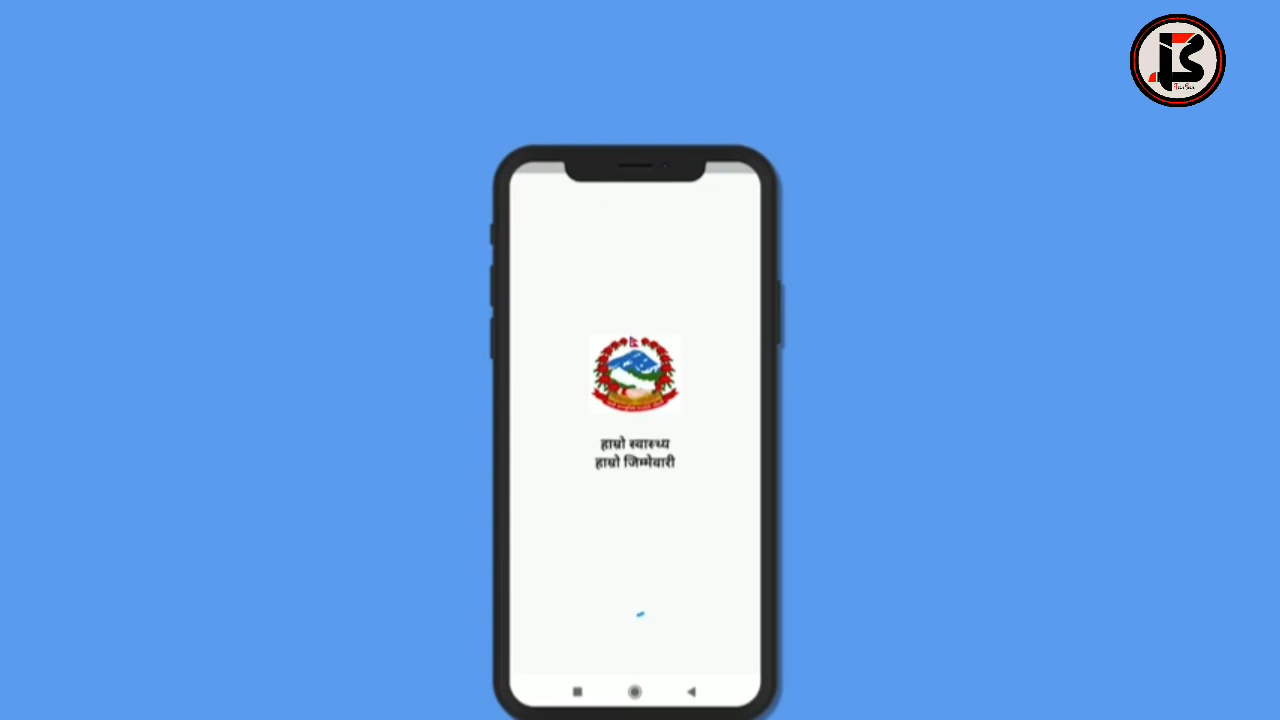 हाम्रो स्वास्थ्य
हाम्रो जिम्मेवारी